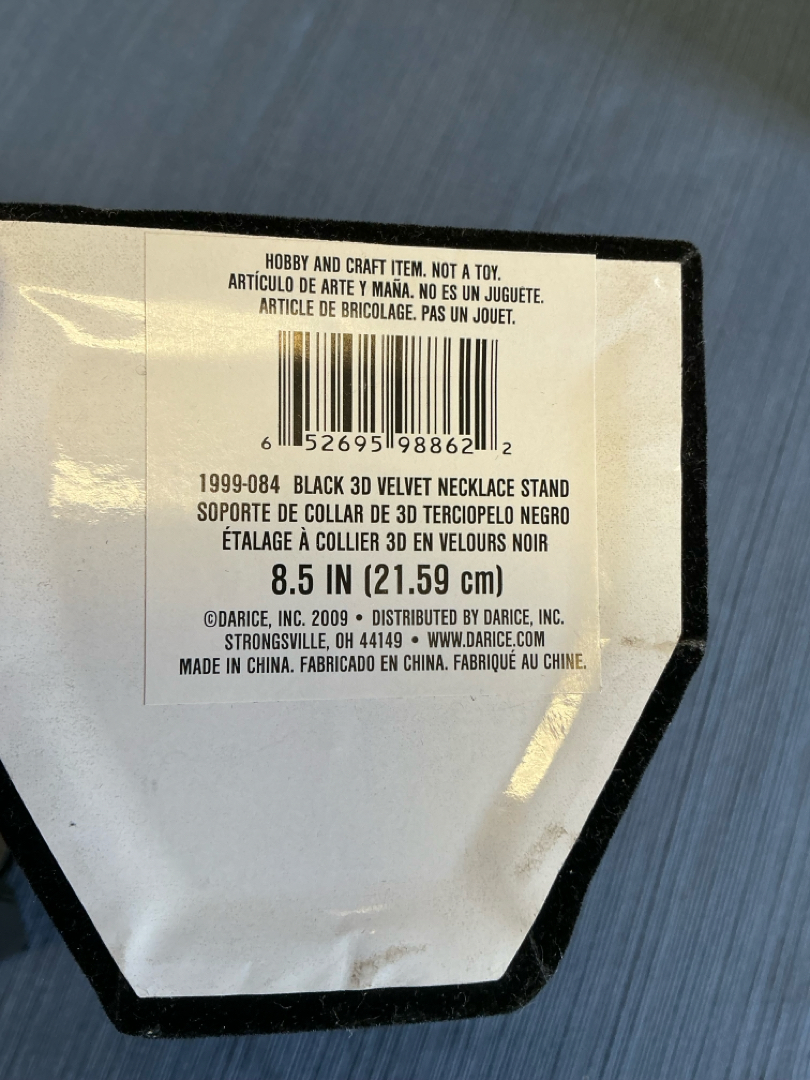 HOBBY AND CRAFT ITEM. NOT A TOY.
ARTÍCULO DE ARTE Y MAÑA. NO ES UN JUGUETE.
ARTICLE DE BRICOLAGE. PAS UN JOUET.
6 52695 98862 2
1999-084 BLACK 3D VELVET NECKLACE STAND
SOPORTE DE COLLAR DE 3D TERCIOPELO NEGRO
ÉTALAGE À COLLIER 3D EN VELOURS NOIR
8.5 IN (21.59 cm)
©DARICE, INC. 2009 • DISTRIBUTED BY DARICE, INC.
STRONGSVILLE, OH 44149 • WWW.DARICE.COM
MADE IN CHINA. FABRICADO EN CHINA. FABRIQUÉ AU CHINE.